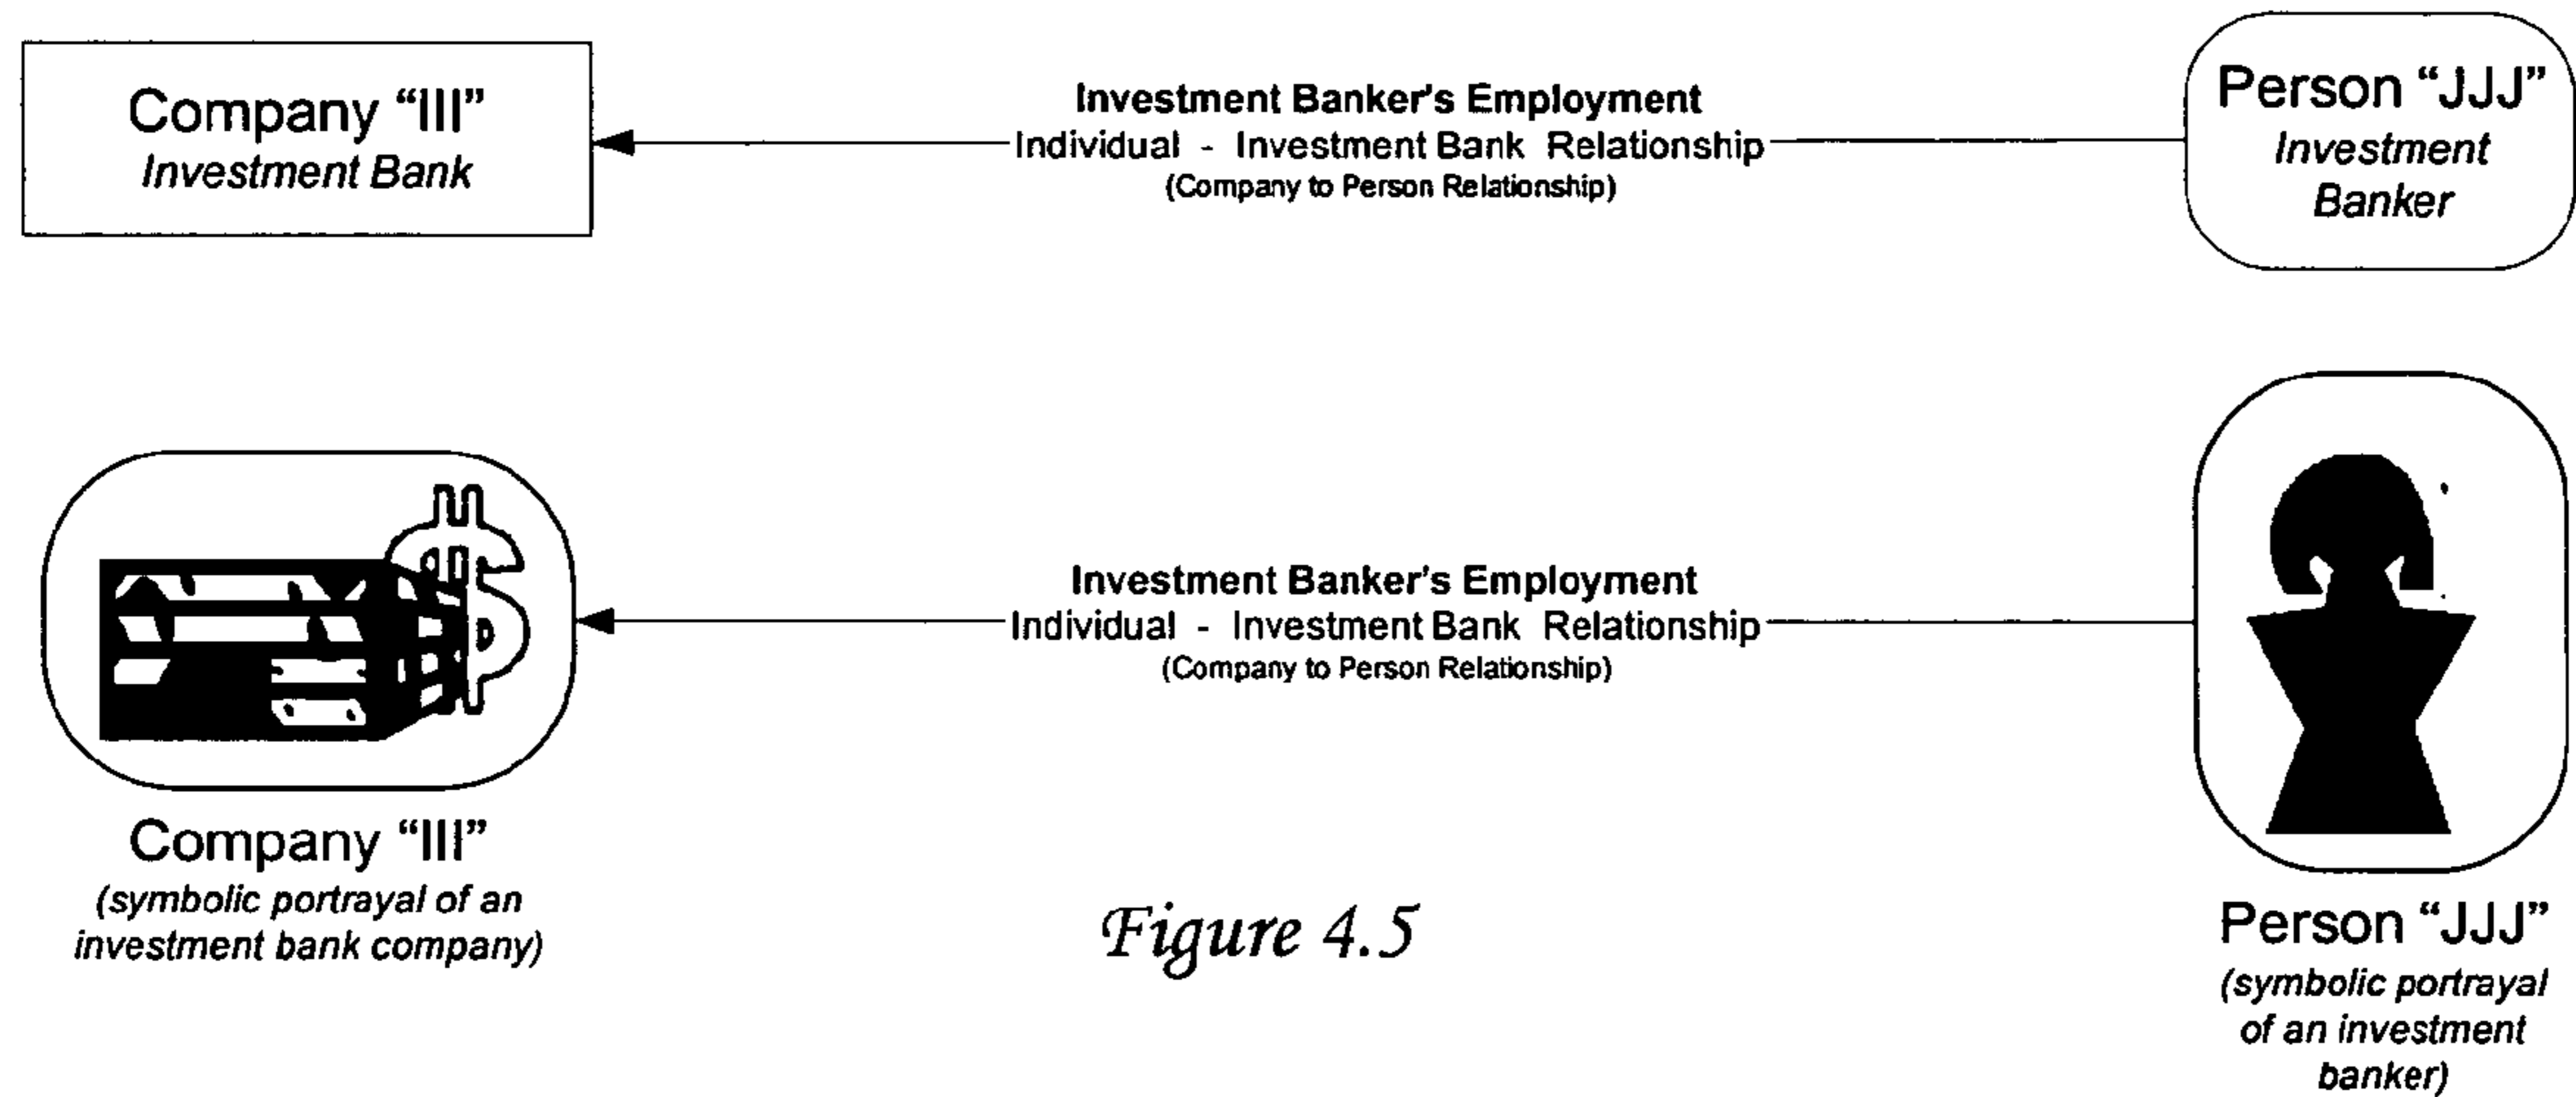 Company “III”
Investment Bank
Investment Banker's Employment
Individual - Investment Bank Relationship
(Company to Person Relationship)
Person “JJJ”
Investment
Banker
Investment Banker's Employment
Individual - Investment Bank Relationship
(Company to Person Relationship)
Company “III”
(symbolic portrayal of an
investment bank company)
Person “JJJ”
(symbolic portrayal
of an investment
banker)
Figure 4.5